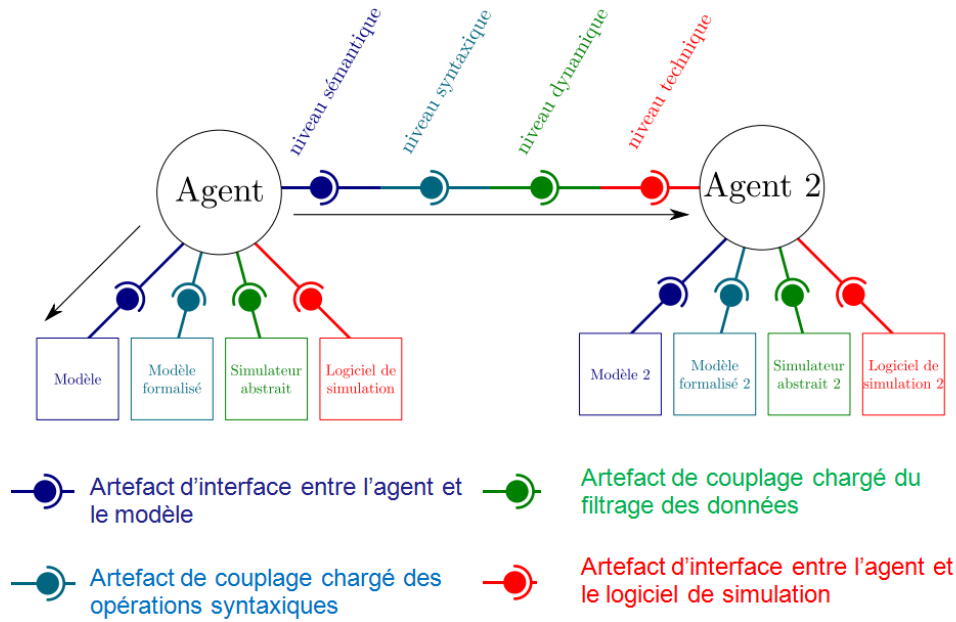 niveau sémantique
niveau syntaxique
niveau dynamique
niveau technique
Agent
Agent 2
Modèle
Modèle
formalisé
Simulateur
abstrait
Logiciel de
simulation
Modèle 2
Modèle
formalisé 2
Simulateur
abstrait 2
Logiciel de
simulation 2
Artefact d'interface entre l'agent et
le modèle
Artefact de couplage chargé du
filtrage des données
Artefact de couplage chargé des
opérations syntaxiques
Artefact d'interface entre l'agent et
le logiciel de simulation